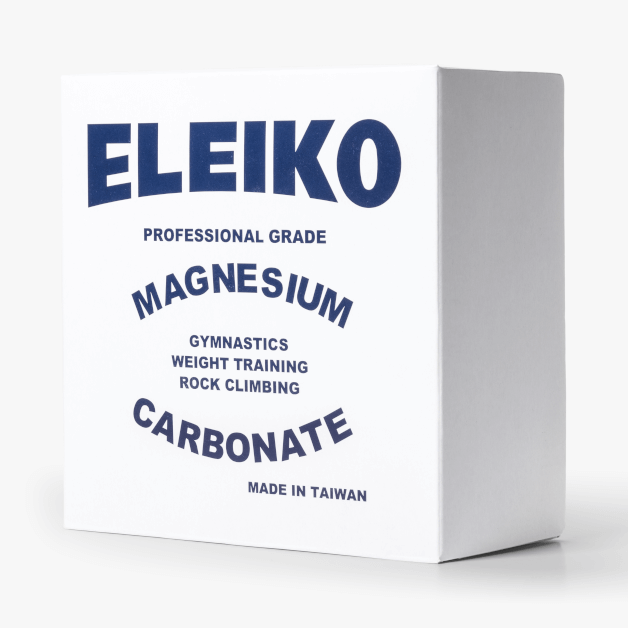 ELEIKO
PROFESSIONAL GRADE
MAGNESIUM
GYMNASTICS
WEIGHT TRAINING
ROCK CLIMBING
CARBONATE
MADE IN TAIWAN